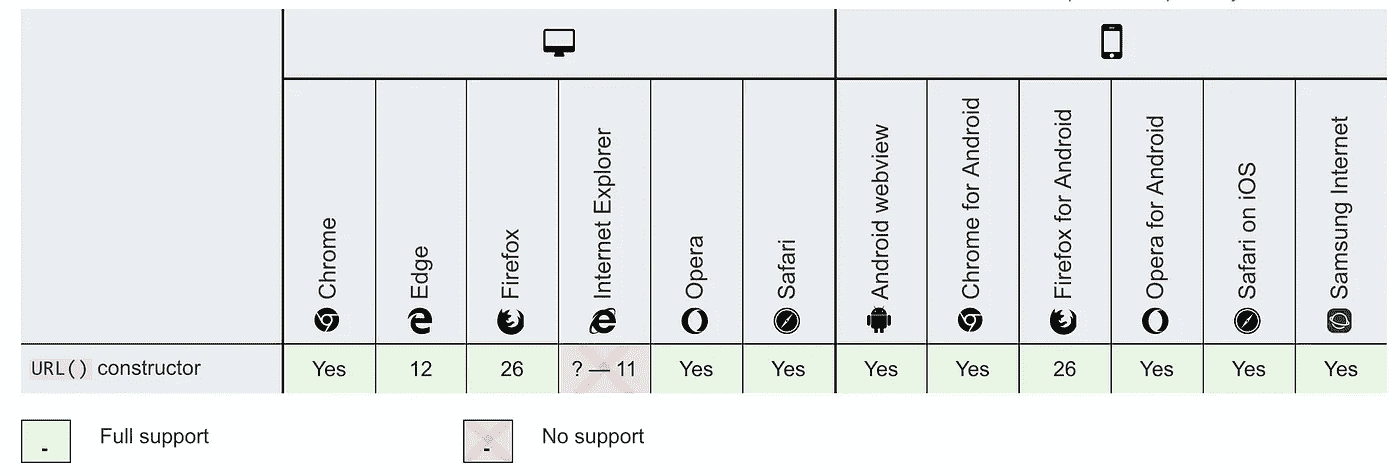 Chrome
Edge
Firefox
Internet Explorer
Opera
Safari
Android webview
Chrome for Android
Firefox for Android
Opera for Android
Safari on iOS
Samsung Internet
URL() constructor Yes 12 26 ? — 11 Yes Yes Yes Yes 26 Yes Yes Yes
- Full support - No support